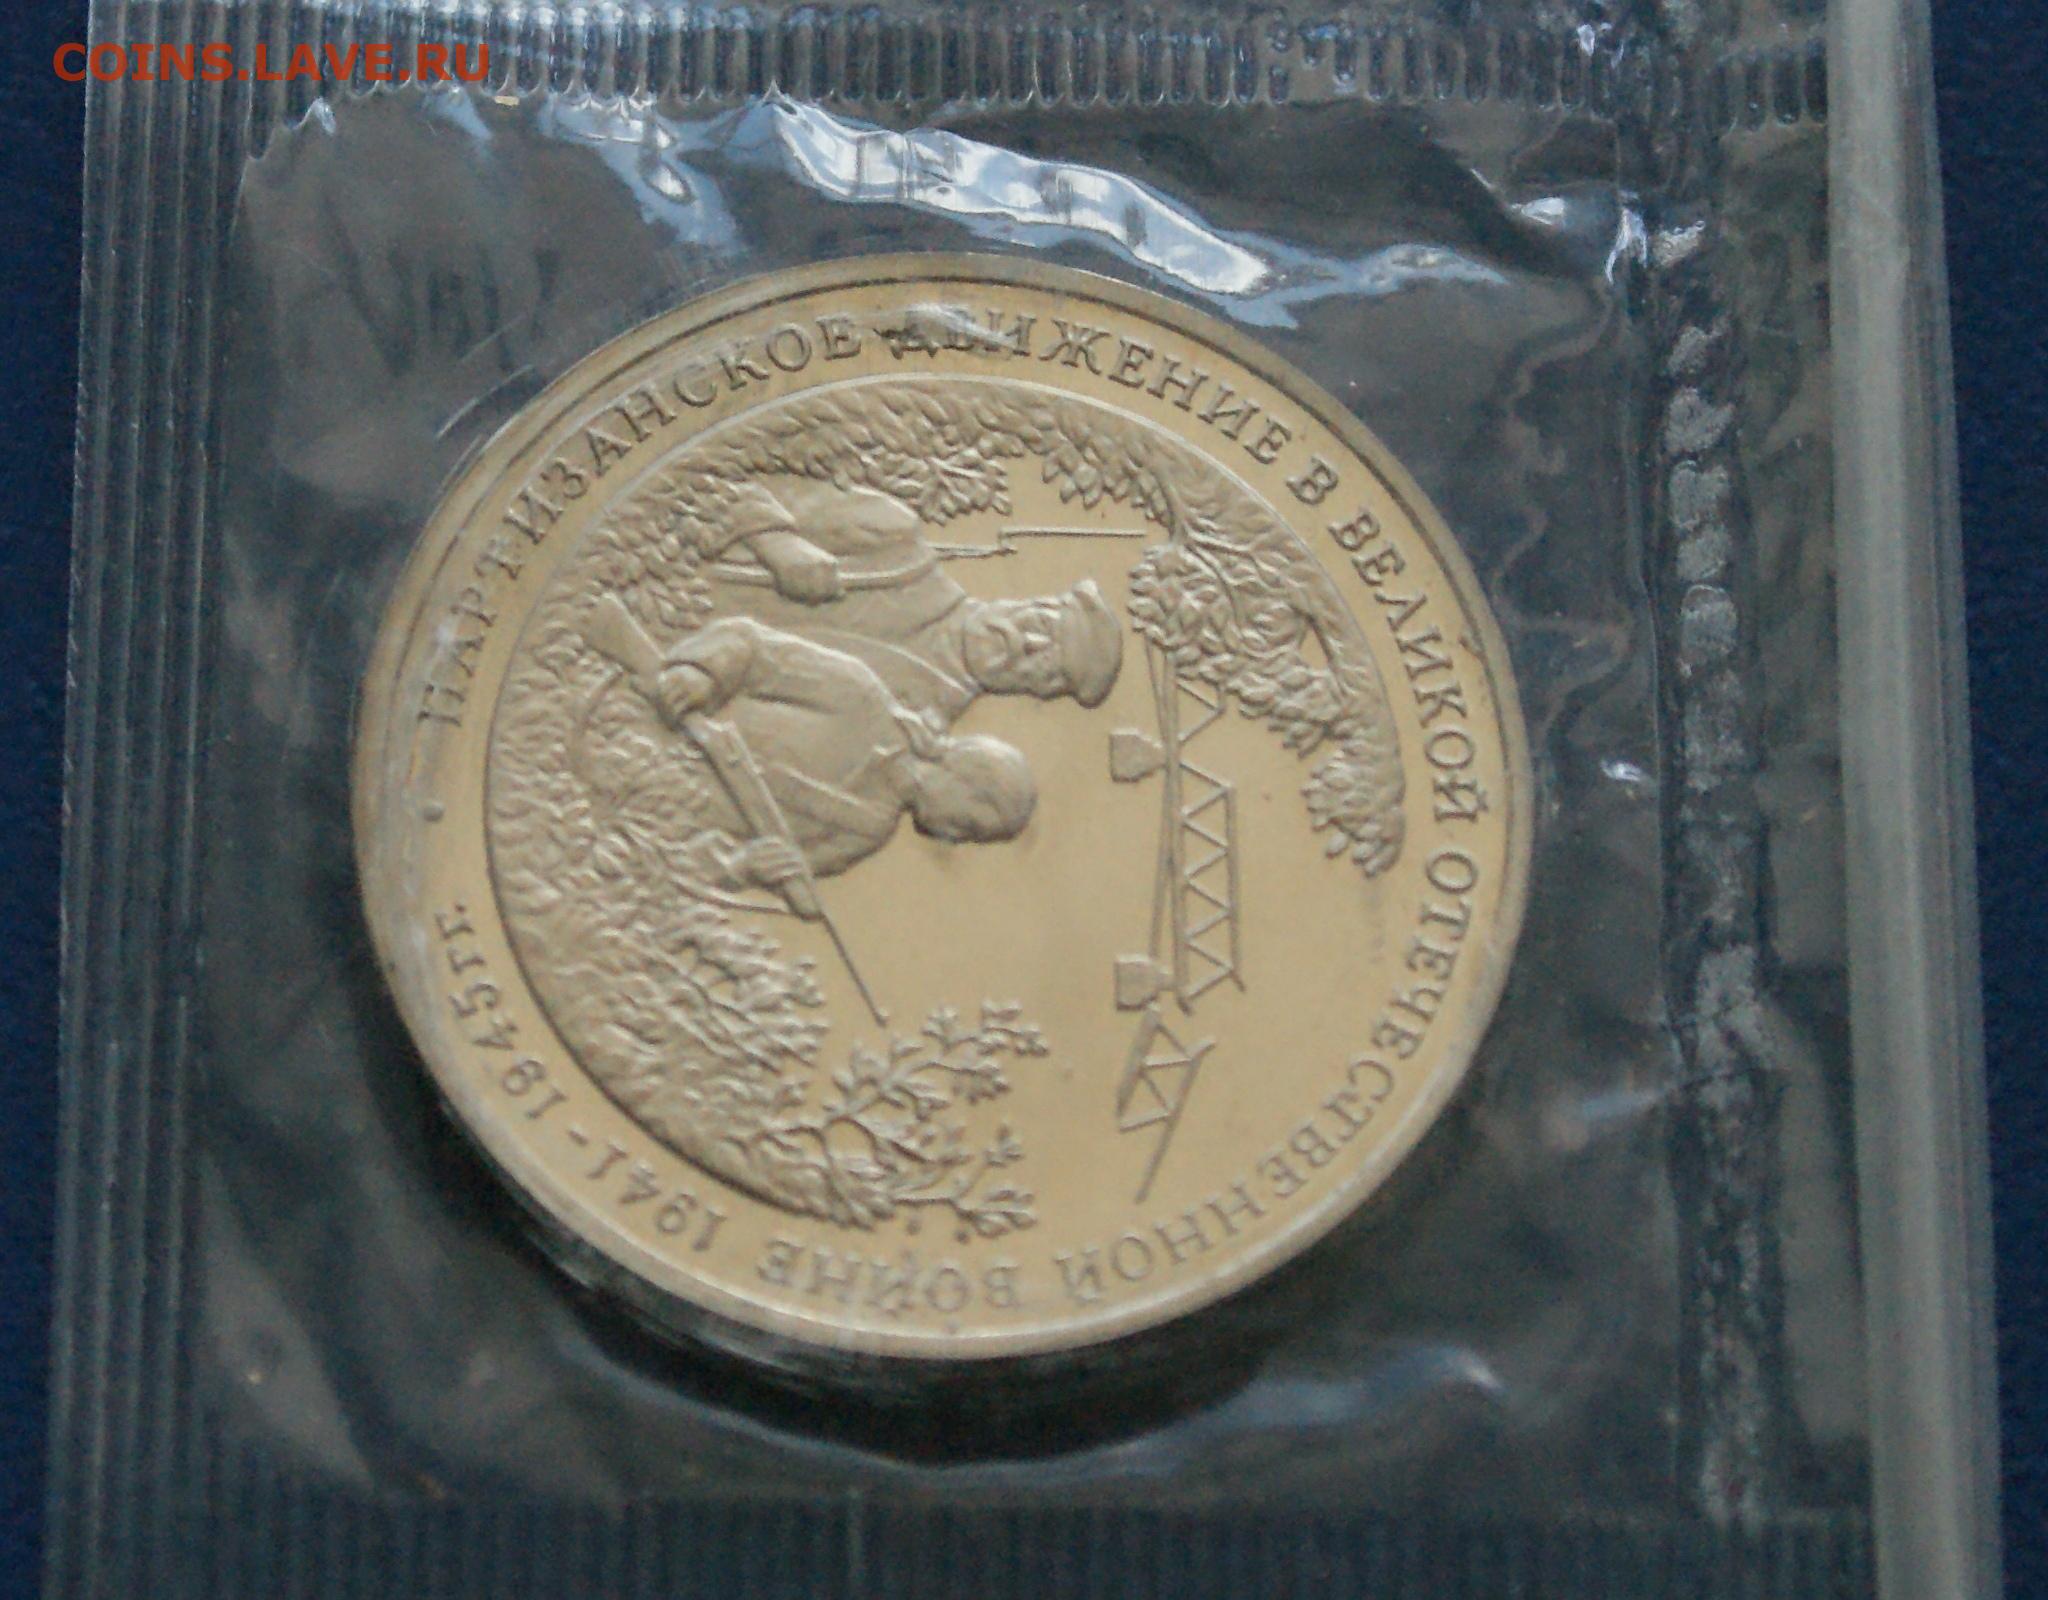 COINS.LAVE.RU
• ПАРТИЗАНСКОЕ ДВИЖЕНИЕ В ВЕЛИКОЙ ОТЕЧЕСТВЕННОЙ ВОЙНЕ 1941-1945гг.